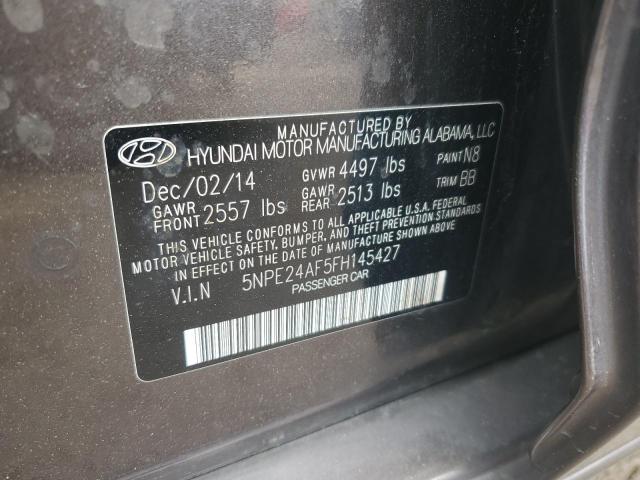 MANUFACTURED BY
HYUNDAI MOTOR MANUFACTURING ALABAMA, LLC
Dec/02/14 GVWR 4497 lbs PAINT N8
GAWR FRONT 2557 lbs GAWR REAR 2513 lbs TRIM BB
THIS VEHICLE CONFORMS TO ALL APPLICABLE U.S.A. FEDERAL
MOTOR VEHICLE SAFETY, BUMPER, AND THEFT PREVENTION STANDARDS
IN EFFECT ON THE DATE OF MANUFACTURE SHOWN ABOVE.
V.I.N 5NPE24AF5FH145427
PASSENGER CAR